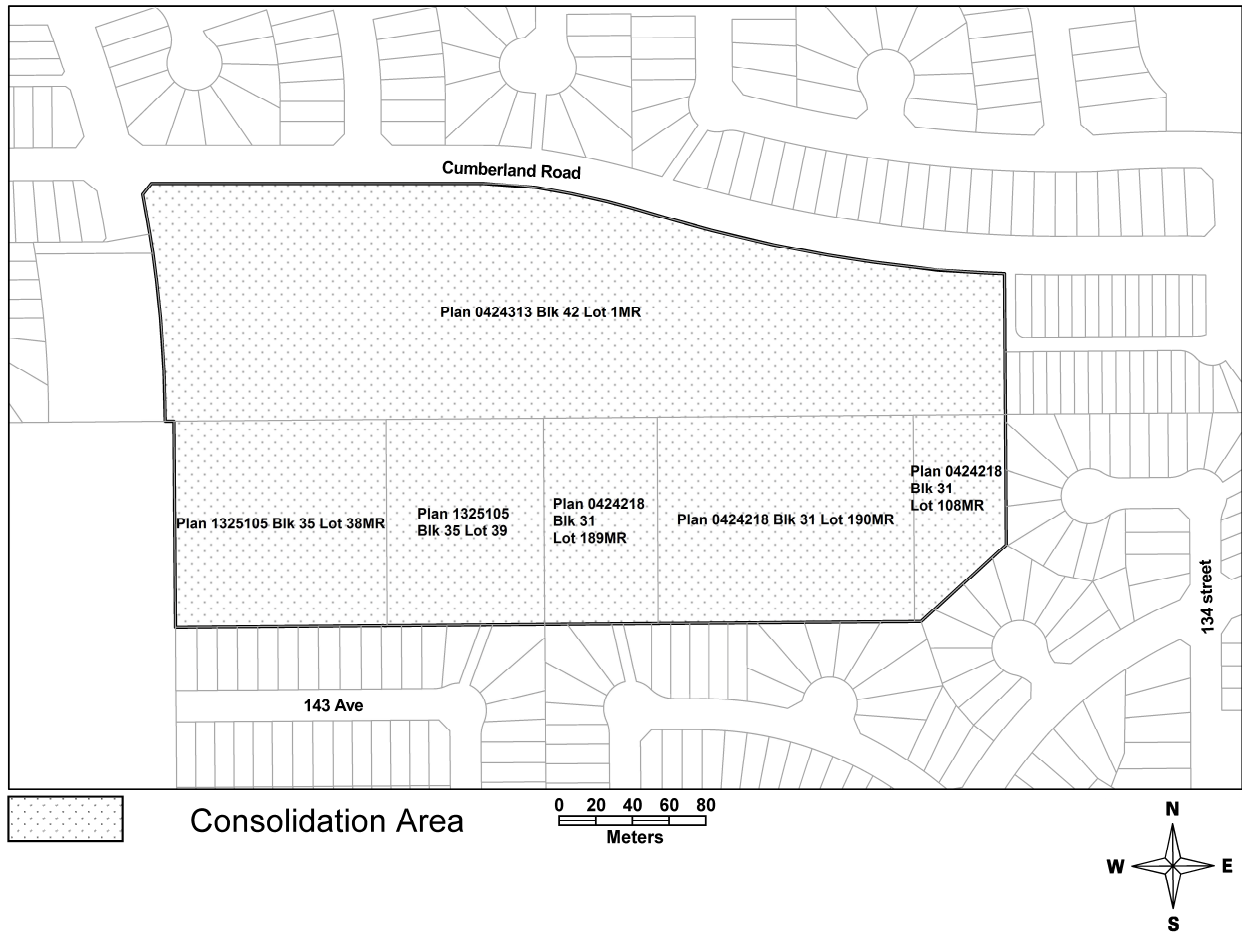 Cumberland Road
Plan 0424313 Blk 42 Lot 1MR
Plan 1325105 Blk 35 Lot 38MR
Plan 1325105
Blk 35 Lot 39
Plan 0424218
Blk 31
Lot 189MR
Plan 0424218 Blk 31 Lot 190MR
Plan 0424218
Blk 31
Lot 108MR
134 street
143 Ave
Consolidation Area
0 20 40 60 80
Meters
N
W E
S